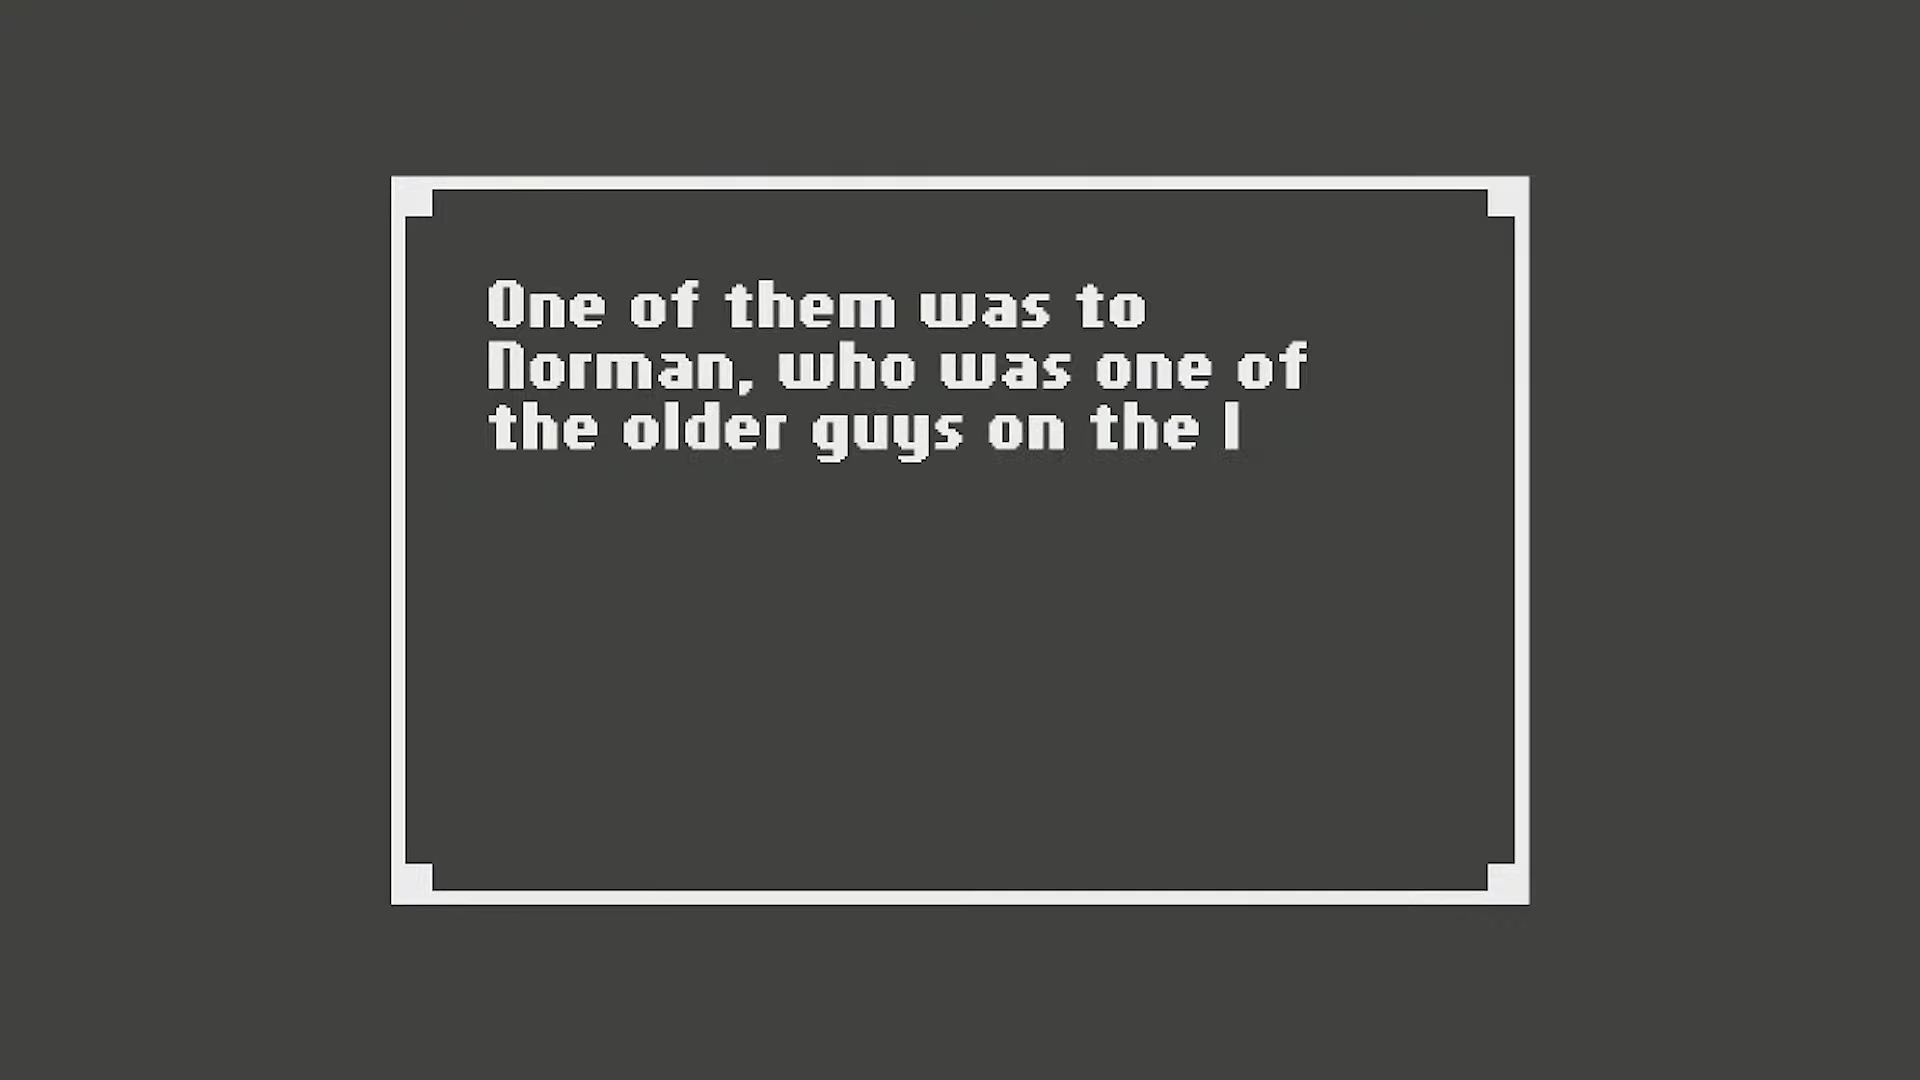 One of them was to
Norman, who was one of
the older guys on the l